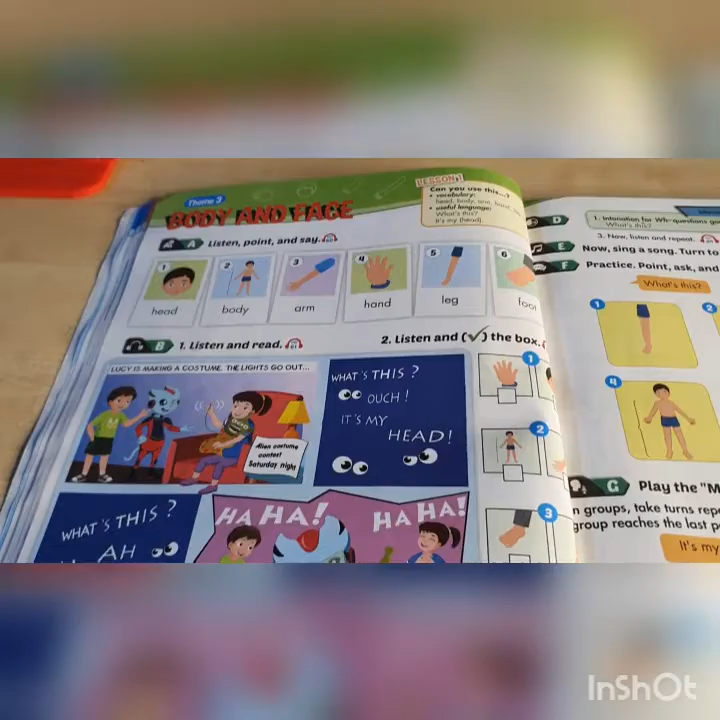 Theme 3
BODY AND FACE
LESSON 1
Can you use this...?
• vocabulary:
head, body, arm, hand,
• useful language:
What's this?
It's my (head).
A Listen, point, and say.
1
head
2
body
3
arm
4
hand
5
leg
6
foot
B 1. Listen and read.
LUCY IS MAKING A COSTUME. THE LIGHTS GO OUT...
Alien costume
contest
Saturday night
WHAT'S THIS?
OUCH!
IT'S MY
HEAD!
WHAT'S THIS?
AH
HA HA!
HA HA!
2. Listen and (✓) the box.
1
2
3
D
1. Intonation for Wh-questions
What's this?
3. Now, listen and repeat.
E
Now, sing a song. Turn to
F
Practice. Point, ask, and
What's this?
1
2
4
G Play the "M
n groups, take turns
group reaches the last
It's my
InShOt